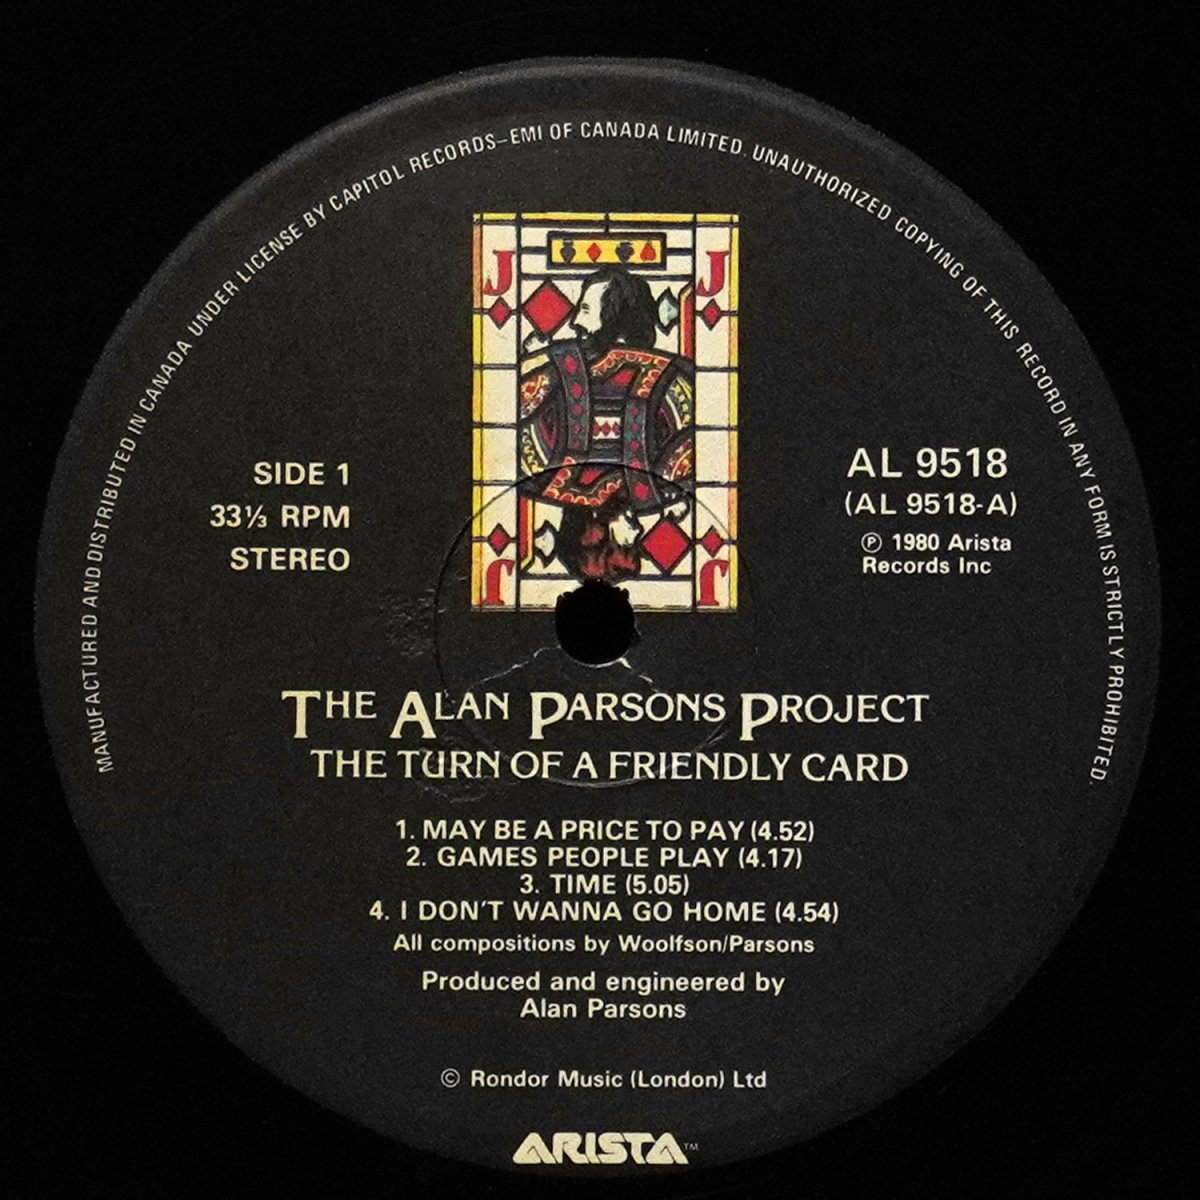 MANUFACTURED AND DISTRIBUTED IN CANADA UNDER LICENSE BY CAPITOL RECORDS–EMI OF CANADA LIMITED. UNAUTHORIZED COPYING OF THIS RECORD IN ANY FORM IS STRICTLY PROHIBITED.
J J
SIDE 1
33⅓ RPM
STEREO
AL 9518
(AL 9518-A)
℗ 1980 Arista
Records Inc
J J
THE ALAN PARSONS PROJECT
THE TURN OF A FRIENDLY CARD
1. MAY BE A PRICE TO PAY (4.52)
2. GAMES PEOPLE PLAY (4.17)
3. TIME (5.05)
4. I DON'T WANNA GO HOME (4.54)
All compositions by Woolfson/Parsons
Produced and engineered by
Alan Parsons
© Rondor Music (London) Ltd
ARISTA™